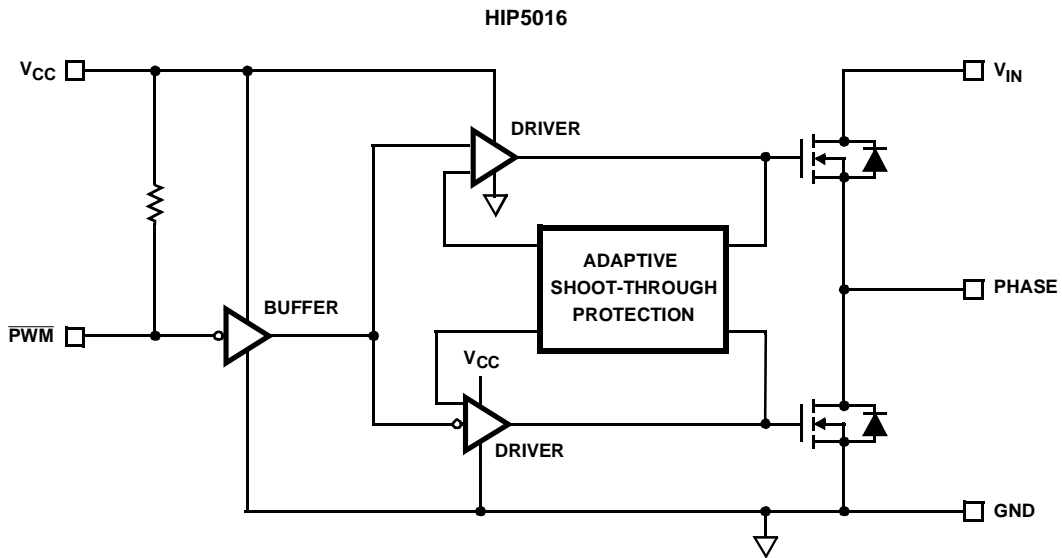 HIP5016
VCC
VIN
DRIVER
ADAPTIVE
SHOOT-THROUGH
PROTECTION
PHASE
BUFFER
PWM
VCC
DRIVER
GND